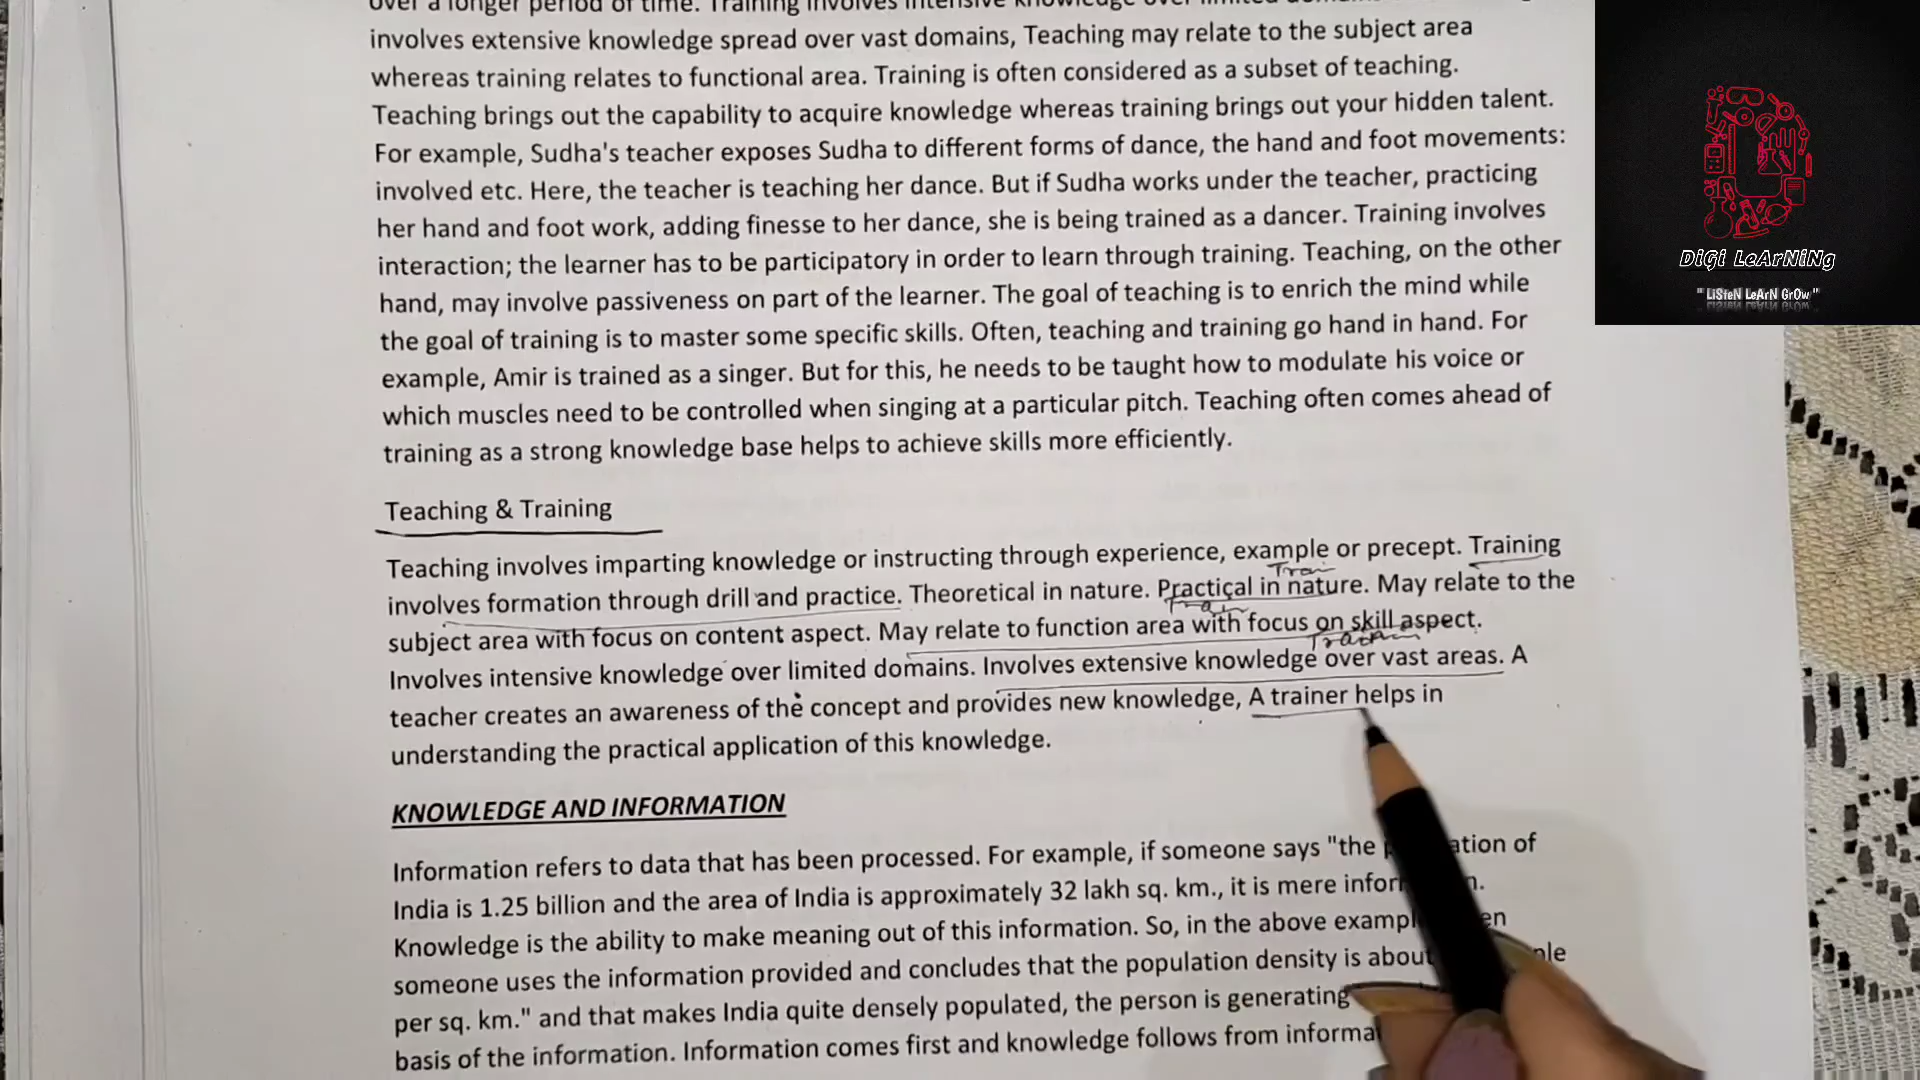 over a longer period of time. Training involves intensive knowledge over limited
involves extensive knowledge spread over vast domains, Teaching may relate to the subject area
whereas training relates to functional area. Training is often considered as a subset of teaching.
Teaching brings out the capability to acquire knowledge whereas training brings out your hidden talent.
For example, Sudha's teacher exposes Sudha to different forms of dance, the hand and foot movements:
involved etc. Here, the teacher is teaching her dance. But if Sudha works under the teacher, practicing
her hand and foot work, adding finesse to her dance, she is being trained as a dancer. Training involves
interaction; the learner has to be participatory in order to learn through training. Teaching, on the other
hand, may involve passiveness on part of the learner. The goal of teaching is to enrich the mind while
the goal of training is to master some specific skills. Often, teaching and training go hand in hand. For
example, Amir is trained as a singer. But for this, he needs to be taught how to modulate his voice or
which muscles need to be controlled when singing at a particular pitch. Teaching often comes ahead of
training as a strong knowledge base helps to achieve skills more efficiently.
Teaching & Training
Teaching involves imparting knowledge or instructing through experience, example or precept. Training
Trai
involves formation through drill and practice. Theoretical in nature. Practical in nature. May relate to the
Train
subject area with focus on content aspect. May relate to function area with focus on skill aspect.
Involves intensive knowledge over limited domains. Involves extensive knowledge over vast areas. A
teacher creates an awareness of the concept and provides new knowledge, A trainer helps in
understanding the practical application of this knowledge.
KNOWLEDGE AND INFORMATION
Information refers to data that has been processed. For example, if someone says "the of
India is 1.25 billion and the area of India is approximately 32 lakh sq. km., it is mere
Knowledge is the ability to make meaning out of this information. So, in the above
someone uses the information provided and concludes that the population density is about
per sq. km." and that makes India quite densely populated, the person is generating
basis of the information. Information comes first and knowledge follows from
DiGi LeArNiNg
"LiSteN LeArN GrOw"